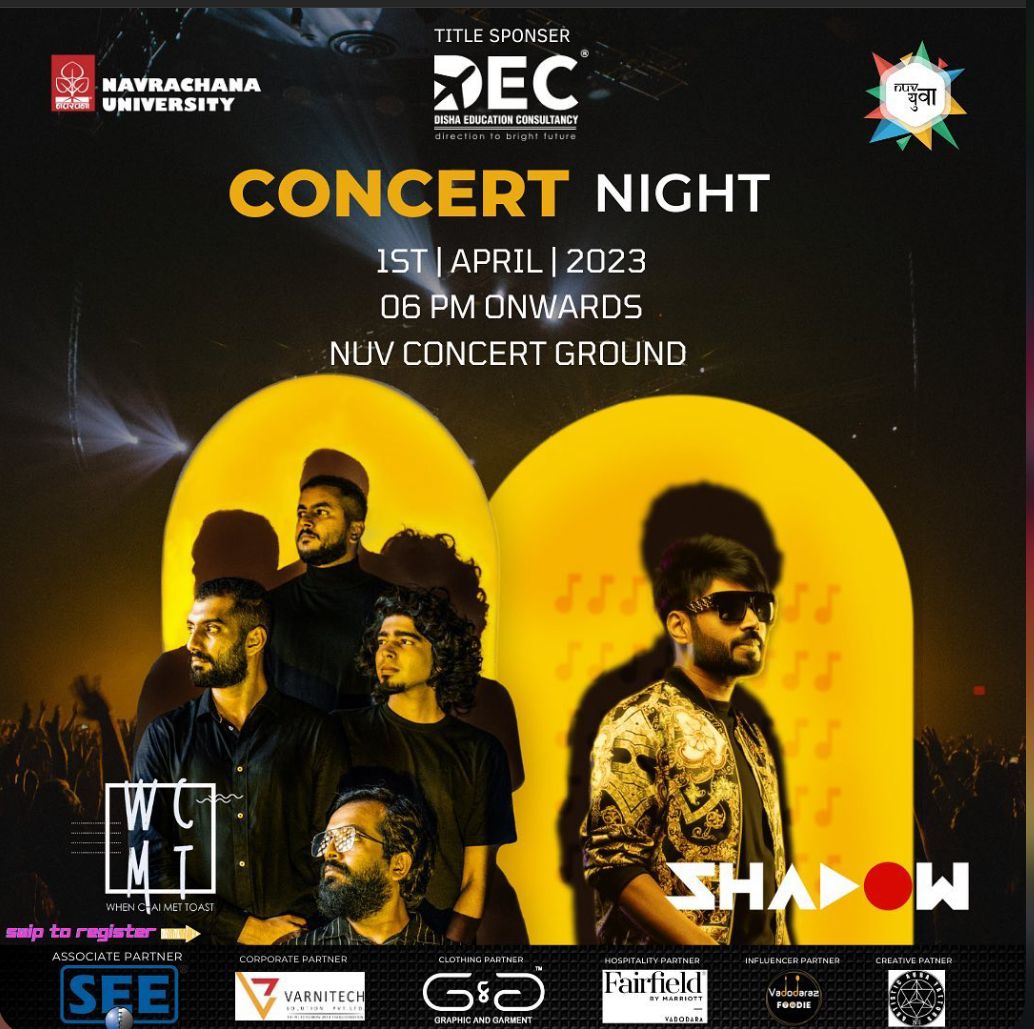 TITLE SPONSER
NAVRACHANA
UNIVERSITY
DEC®
DISHA EDUCATION CONSULTANCY
direction to bright future
nuv
युवा
CONCERT NIGHT
1ST | APRIL | 2023
06 PM ONWARDS
NUV CONCERT GROUND
W C
M T
WHEN CHAI MET TOAST
SHADOW
swip to register
ASSOCIATE PARTNER
SEE
CORPORATE PARTNER
VARNITECH
CLOTHING PARTNER
G&G™
GRAPHIC AND GARMENT
HOSPITALITY PARTNER
Fairfield
BY MARRIOTT
VADODARA
INFLUENCER PARTNER
Vadodaraz
FOODIE
CREATIVE PATNER